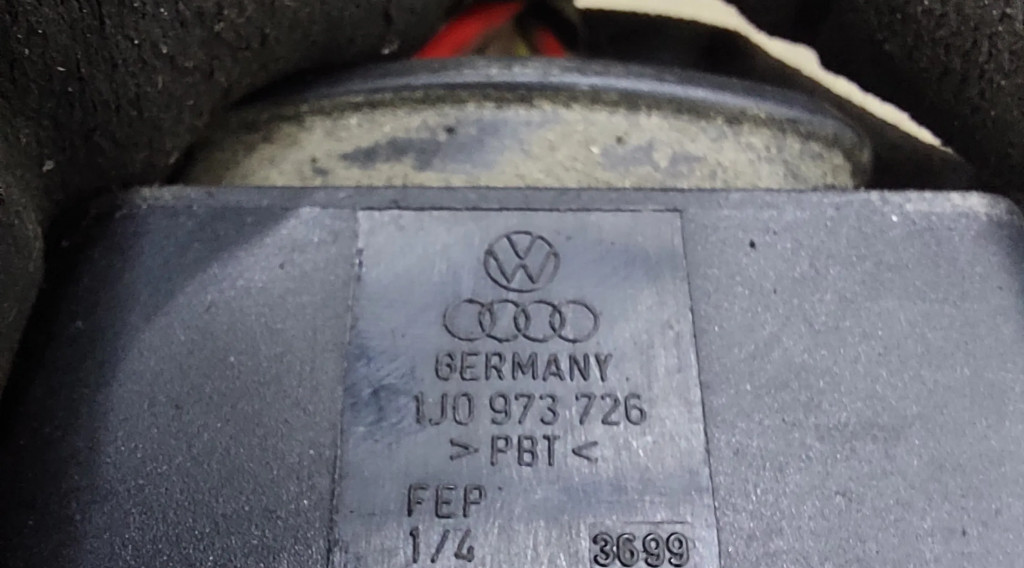 GERMANY
1J0 973 726
> PBT <
FEP
1/4 3699